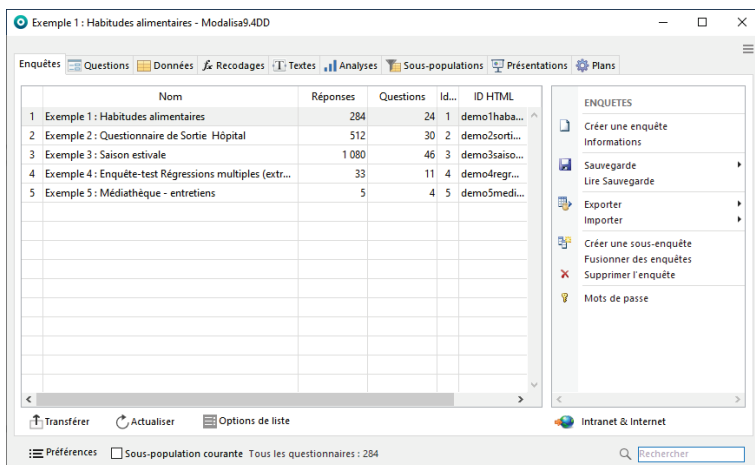 Exemple 1 : Habitudes alimentaires - Modalisa9.4DD
Enquêtes Questions Données fx Recodages T Textes Analyses Sous-populations Présentations Plans
Nom Réponses Questions Id... ID HTML
1 Exemple 1 : Habitudes alimentaires 284 24 1 demo1haba...
2 Exemple 2 : Questionnaire de Sortie Hôpital 512 30 2 demo2sorti...
3 Exemple 3 : Saison estivale 1 080 46 3 demo3saiso...
4 Exemple 4 : Enquête-test Régressions multiples (extr... 33 11 4 demo4regr...
5 Exemple 5 : Médiathèque - entretiens 5 4 5 demo5medi...
ENQUETES
Créer une enquête
Informations
Sauvegarde
Lire Sauvegarde
Exporter
Importer
Créer une sous-enquête
Fusionner des enquêtes
Supprimer l'enquête
Mots de passe
Transférer Actualiser Options de liste Intranet & Internet
Préférences Sous-population courante Tous les questionnaires : 284 Rechercher